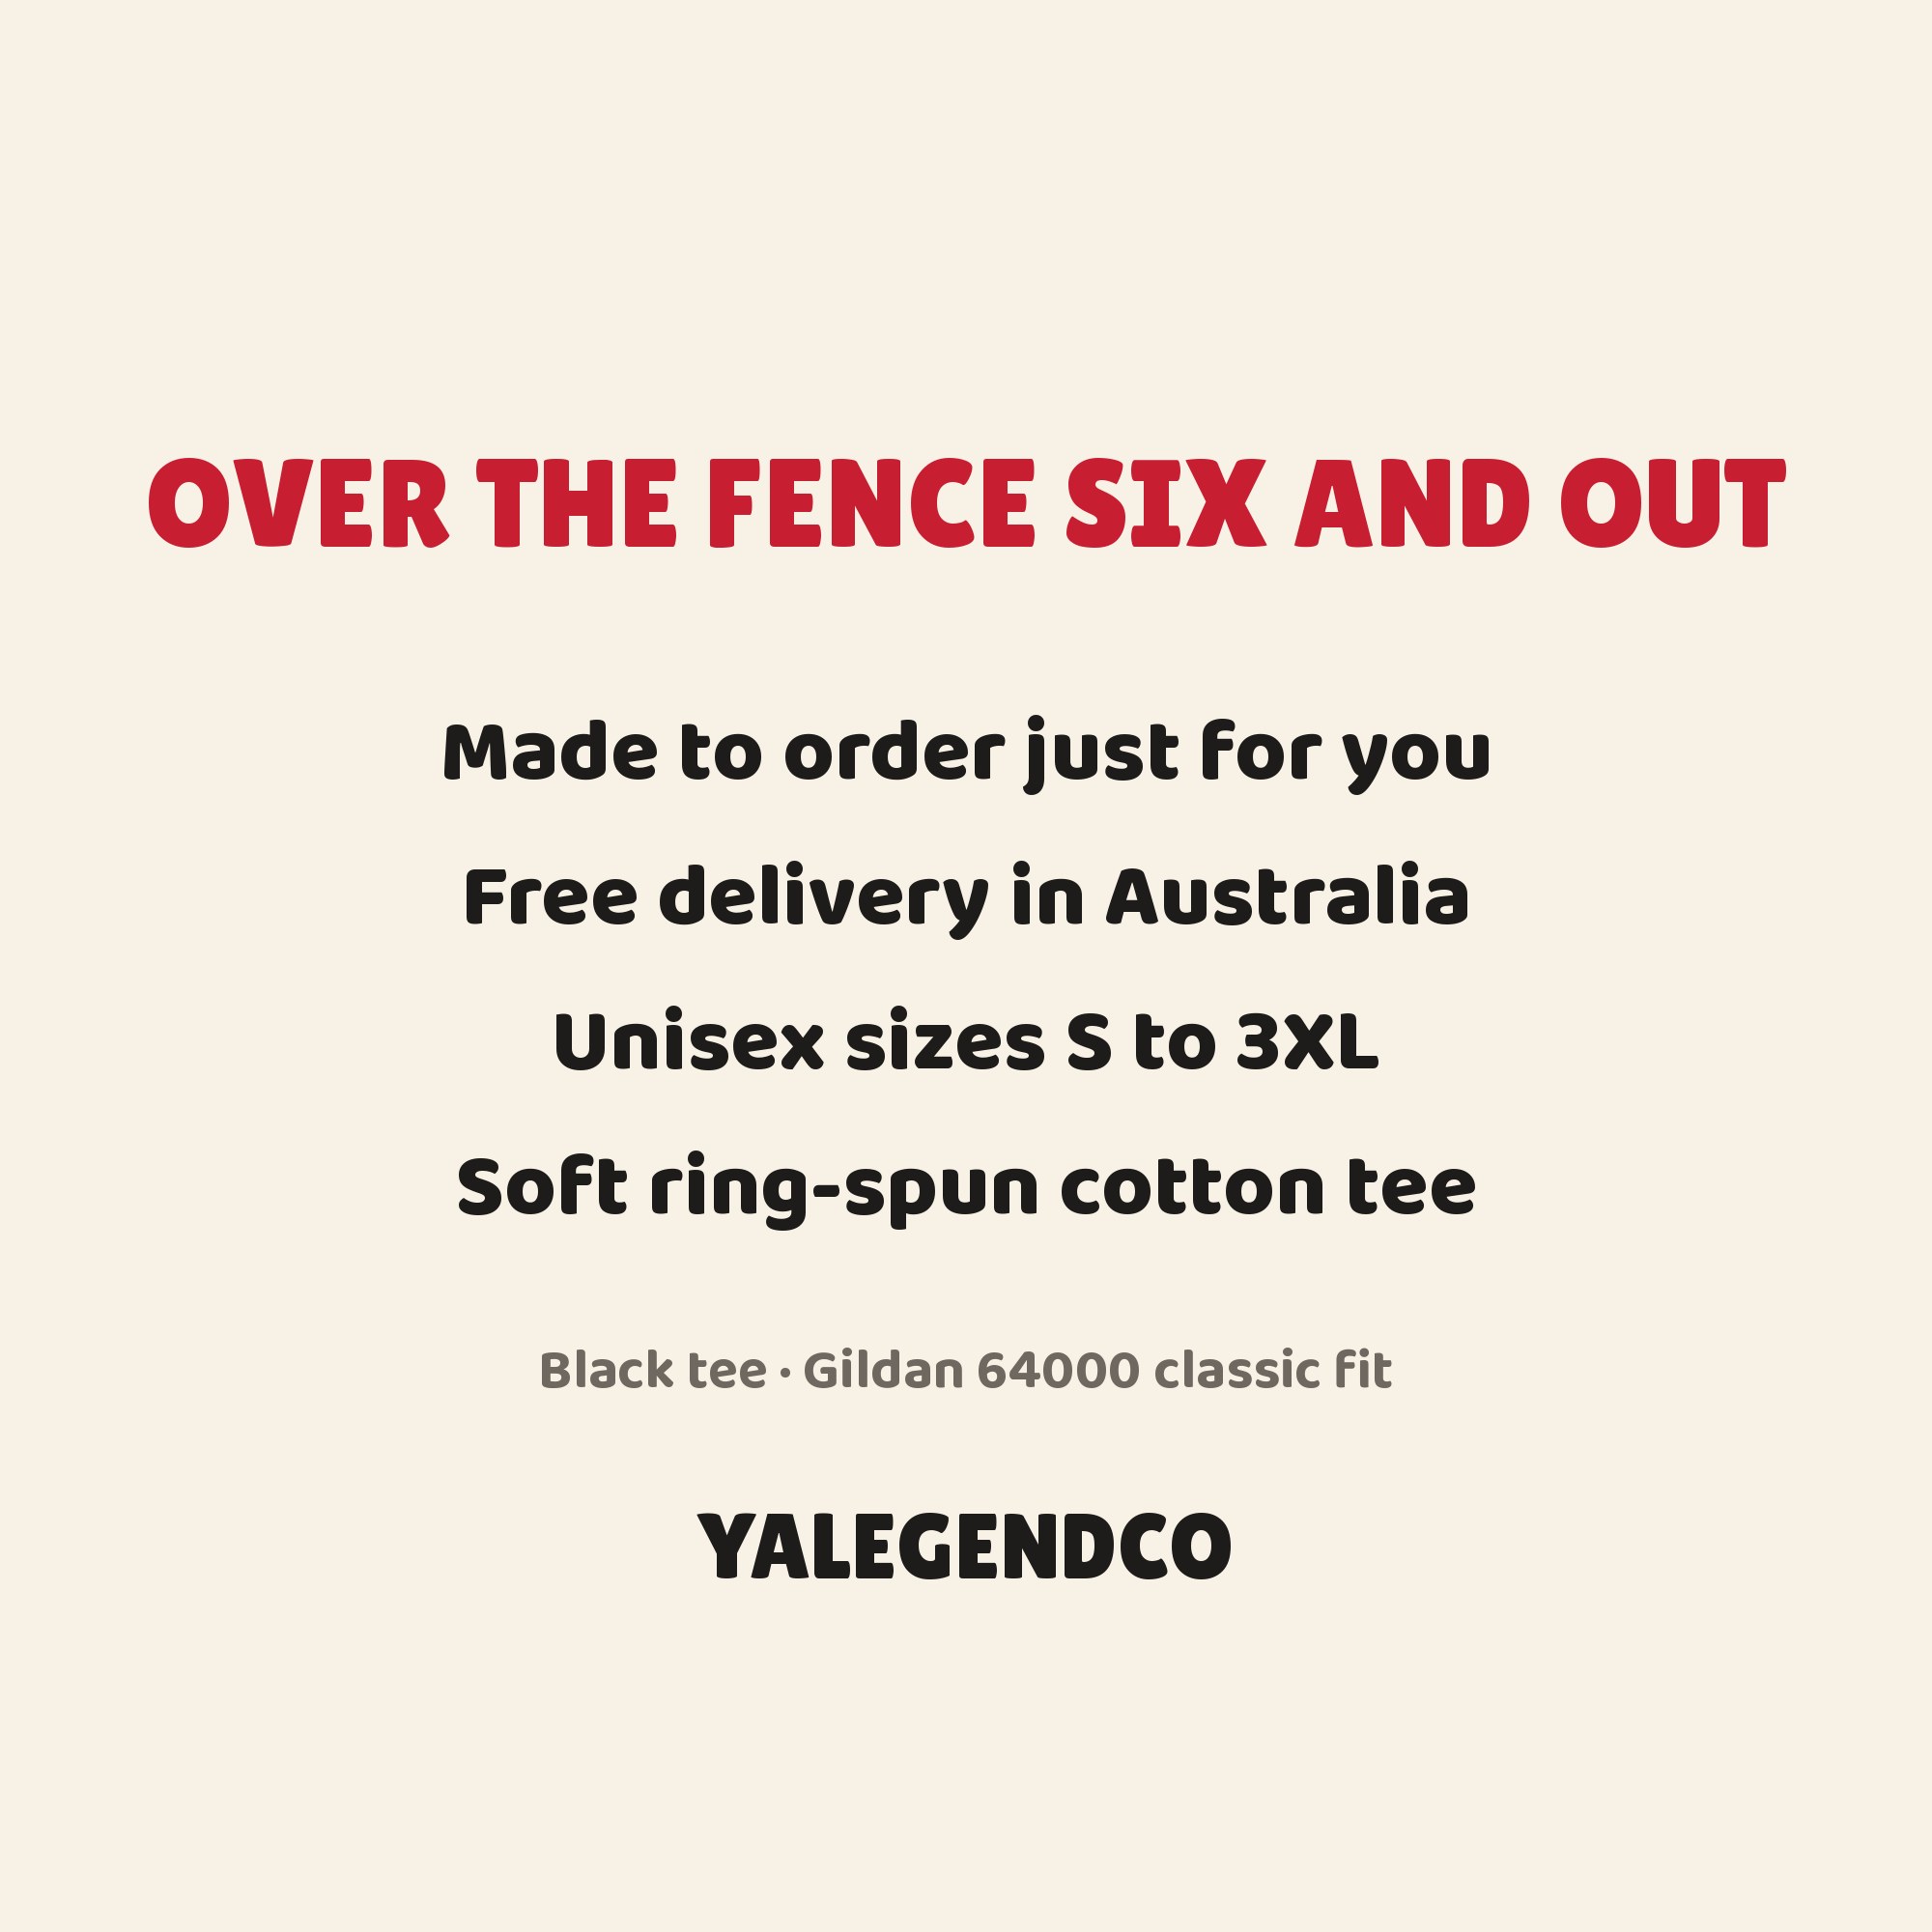 OVER THE FENCE SIX AND OUT
Made to order just for you
Free delivery in Australia
Unisex sizes S to 3XL
Soft ring-spun cotton tee
Black tee • Gildan 64000 classic fit
YALEGENDCO